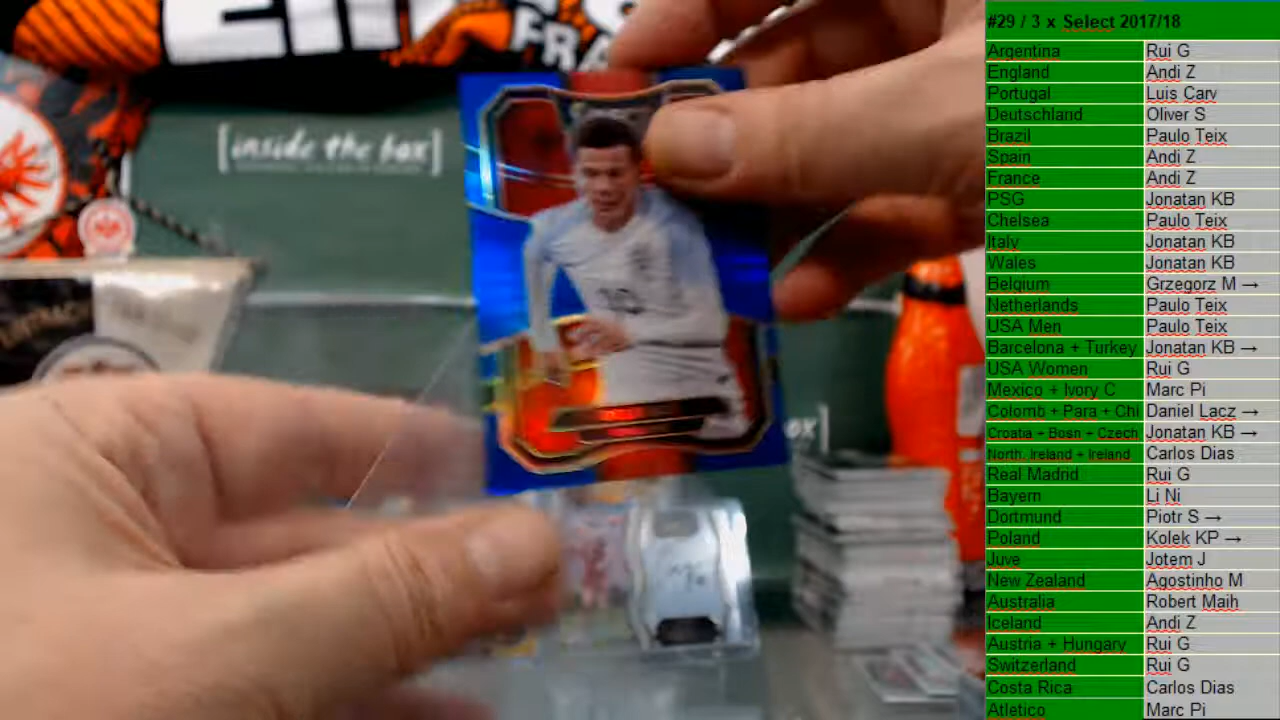 #29 / 3 x Select 2017/18
Argentina Rui G
England Andi Z
Portugal Luis Carv
Deutschland Oliver S
Brazil Paulo Teix
Spain Andi Z
France Andi Z
PSG Jonatan KB
Chelsea Paulo Teix
Italy Jonatan KB
Wales Jonatan KB
Belgium Grzegorz M →
Netherlands Paulo Teix
USA Men Paulo Teix
Barcelona + Turkey Jonatan KB →
USA Women Rui G
Mexico + Ivory C Marc Pi
Colomb + Para + Chi Daniel Lacz →
Croatia + Bosn + Czech Jonatan KB →
North. Ireland + Ireland Carlos Dias
Real Madrid Rui G
Bayern Li Ni
Dortmund Piotr S →
Poland Kolek KP →
Juve Jotem J
New Zealand Agostinho M
Australia Robert Maih
Iceland Andi Z
Austria + Hungary Rui G
Switzerland Rui G
Costa Rica Carlos Dias
Atletico Marc Pi
FRA
[inside the box]
10
ox]